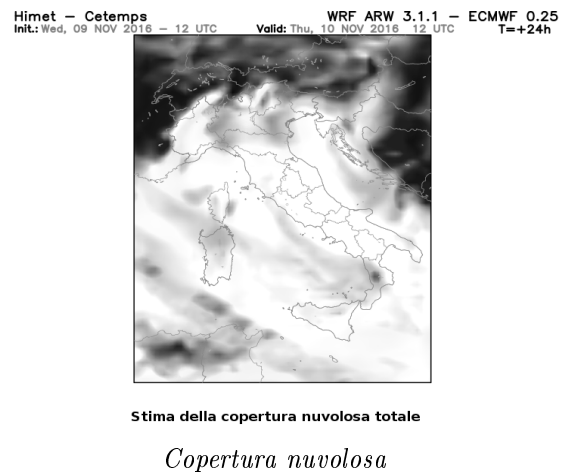 Himet – Cetemps WRF ARW 3.1.1 – ECMWF 0.25
Init.: Wed, 09 NOV 2016 – 12 UTC Valid: Thu, 10 NOV 2016 12 UTC T=+24h
Stima della copertura nuvolosa totale
Copertura nuvolosa